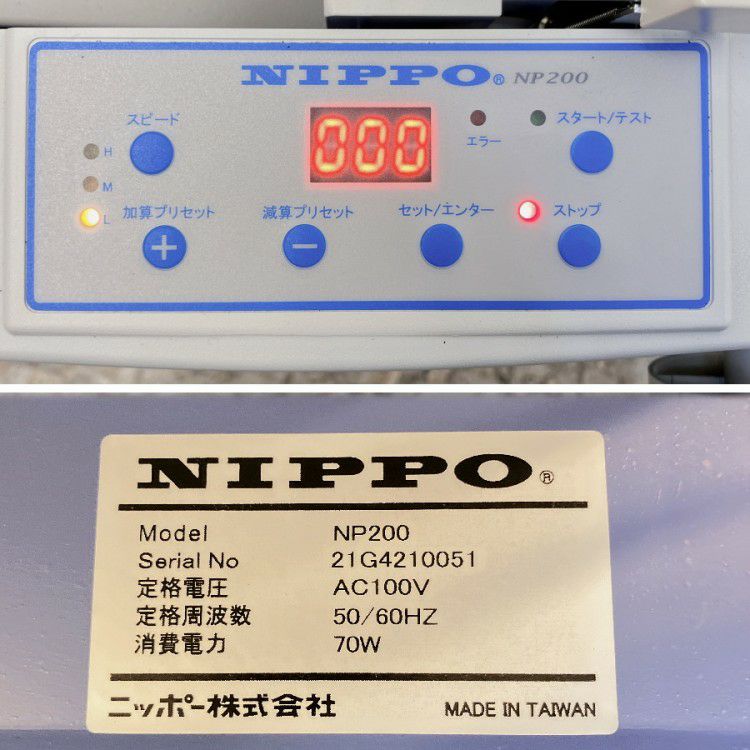 NIPPO® NP200
スピード
000
エラー
スタート/テスト
H
M
L
加算プリセット
減算プリセット
セット/エンター
ストップ
+
−
NIPPO®
Model NP200
Serial No 21G4210051
定格電圧 AC100V
定格周波数 50/60HZ
消費電力 70W
ニッポー株式会社 MADE IN TAIWAN